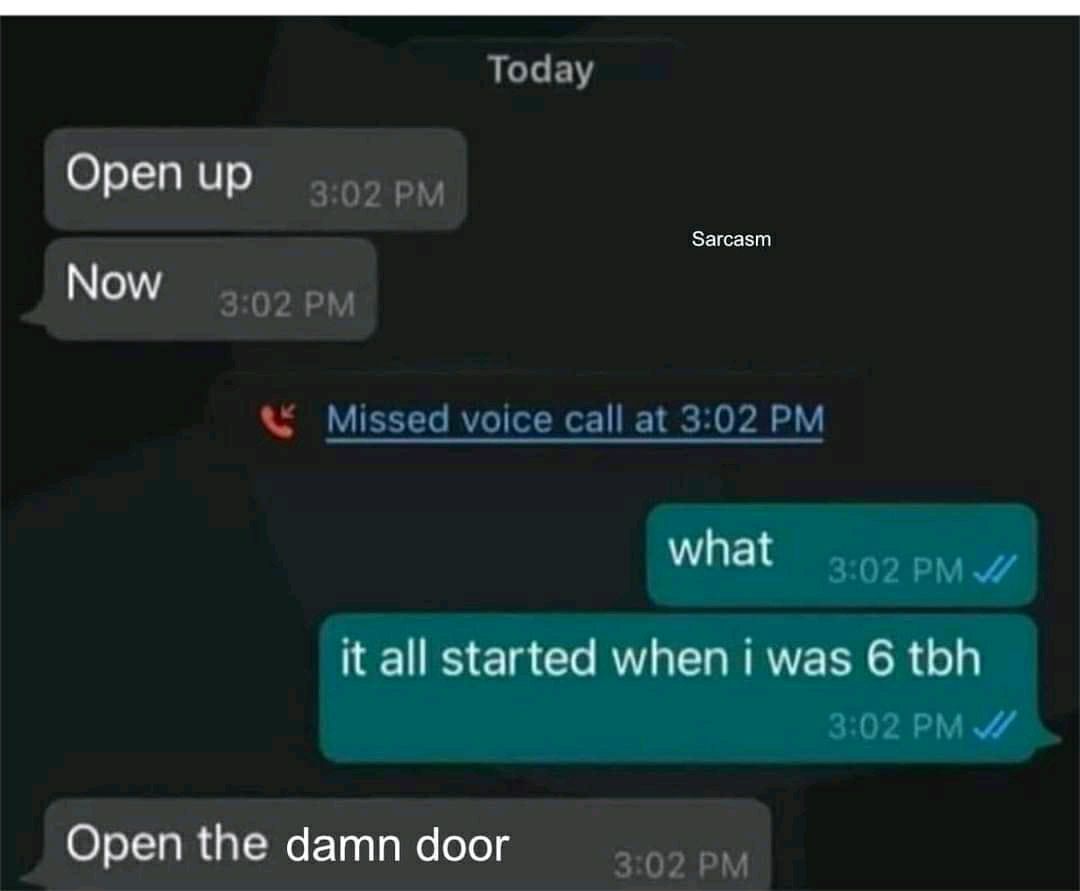 Today
Open up 3:02 PM
Sarcasm
Now 3:02 PM
Missed voice call at 3:02 PM
what 3:02 PM
it all started when i was 6 tbh
3:02 PM
Open the damn door 3:02 PM